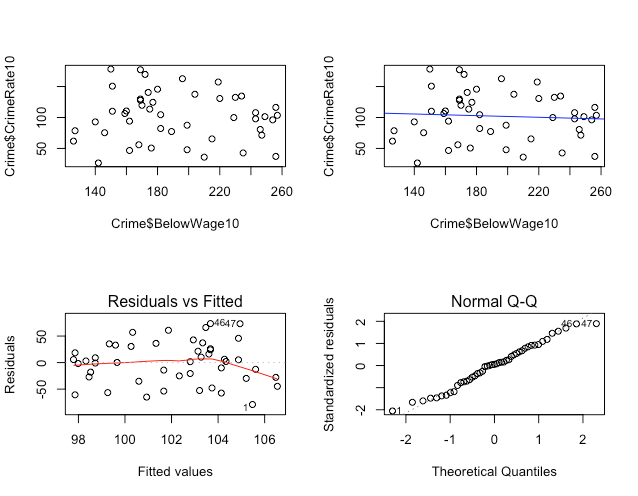 Crime$CrimeRate10
50 100
140 180 220 260
Crime$BelowWage10
Crime$CrimeRate10
50 100
140 180 220 260
Crime$BelowWage10
Residuals vs Fitted
Residuals
-50 0 50
46 47
1
98 100 102 104 106
Fitted values
Normal Q-Q
Standardized residuals
-2 0 1 2
46 47
1
-2 -1 0 1 2
Theoretical Quantiles